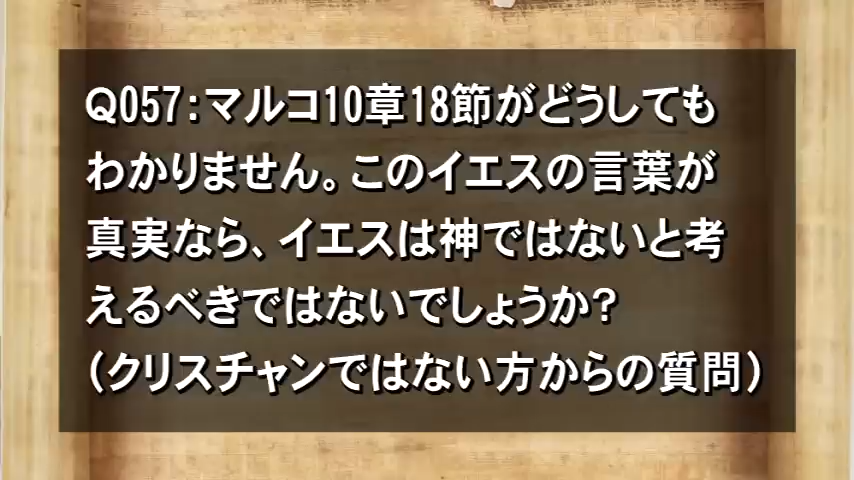 Q057:マルコ10章18節がどうしても
わかりません。このイエスの言葉が
真実なら、イエスは神ではないと考
えるべきではないでしょうか？
（クリスチャンではない方からの質問）